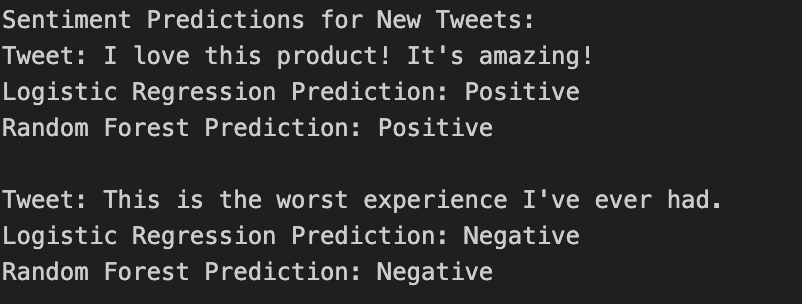 Sentiment Predictions for New Tweets:
Tweet: I love this product! It's amazing!
Logistic Regression Prediction: Positive
Random Forest Prediction: Positive
Tweet: This is the worst experience I've ever had.
Logistic Regression Prediction: Negative
Random Forest Prediction: Negative